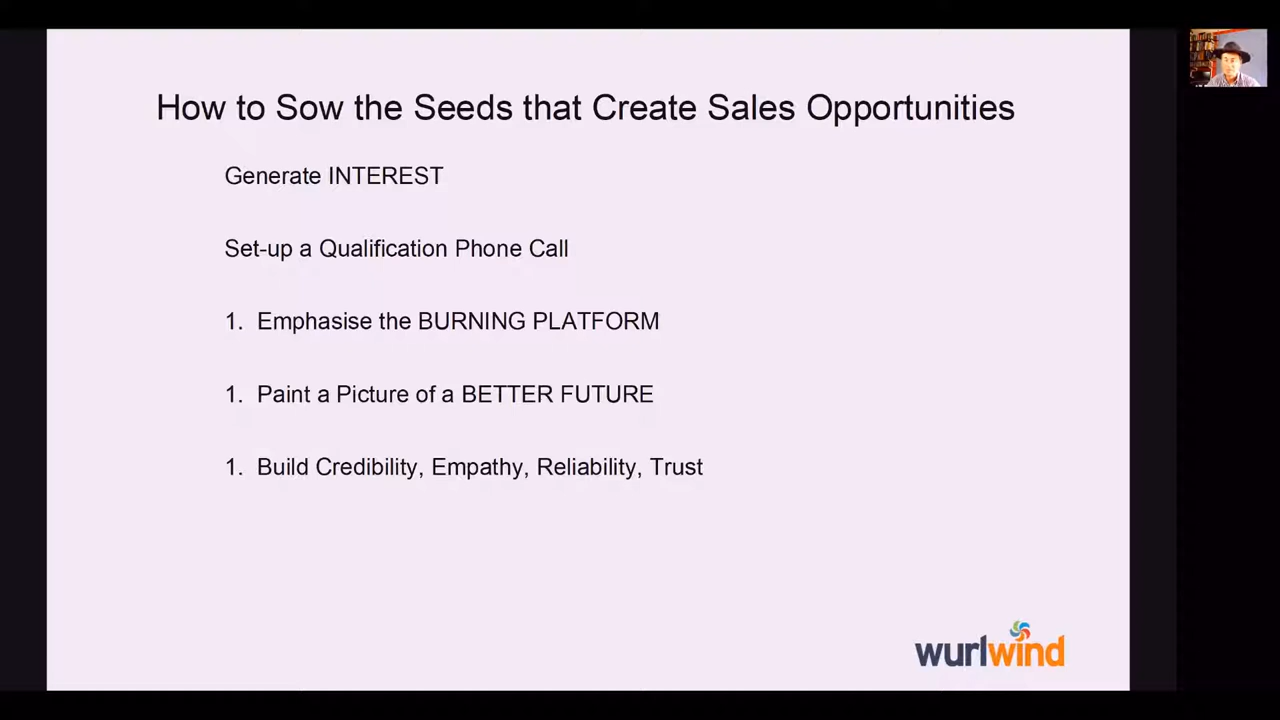 How to Sow the Seeds that Create Sales Opportunities
Generate INTEREST
Set-up a Qualification Phone Call
1. Emphasise the BURNING PLATFORM
1. Paint a Picture of a BETTER FUTURE
1. Build Credibility, Empathy, Reliability, Trust
wurlwind